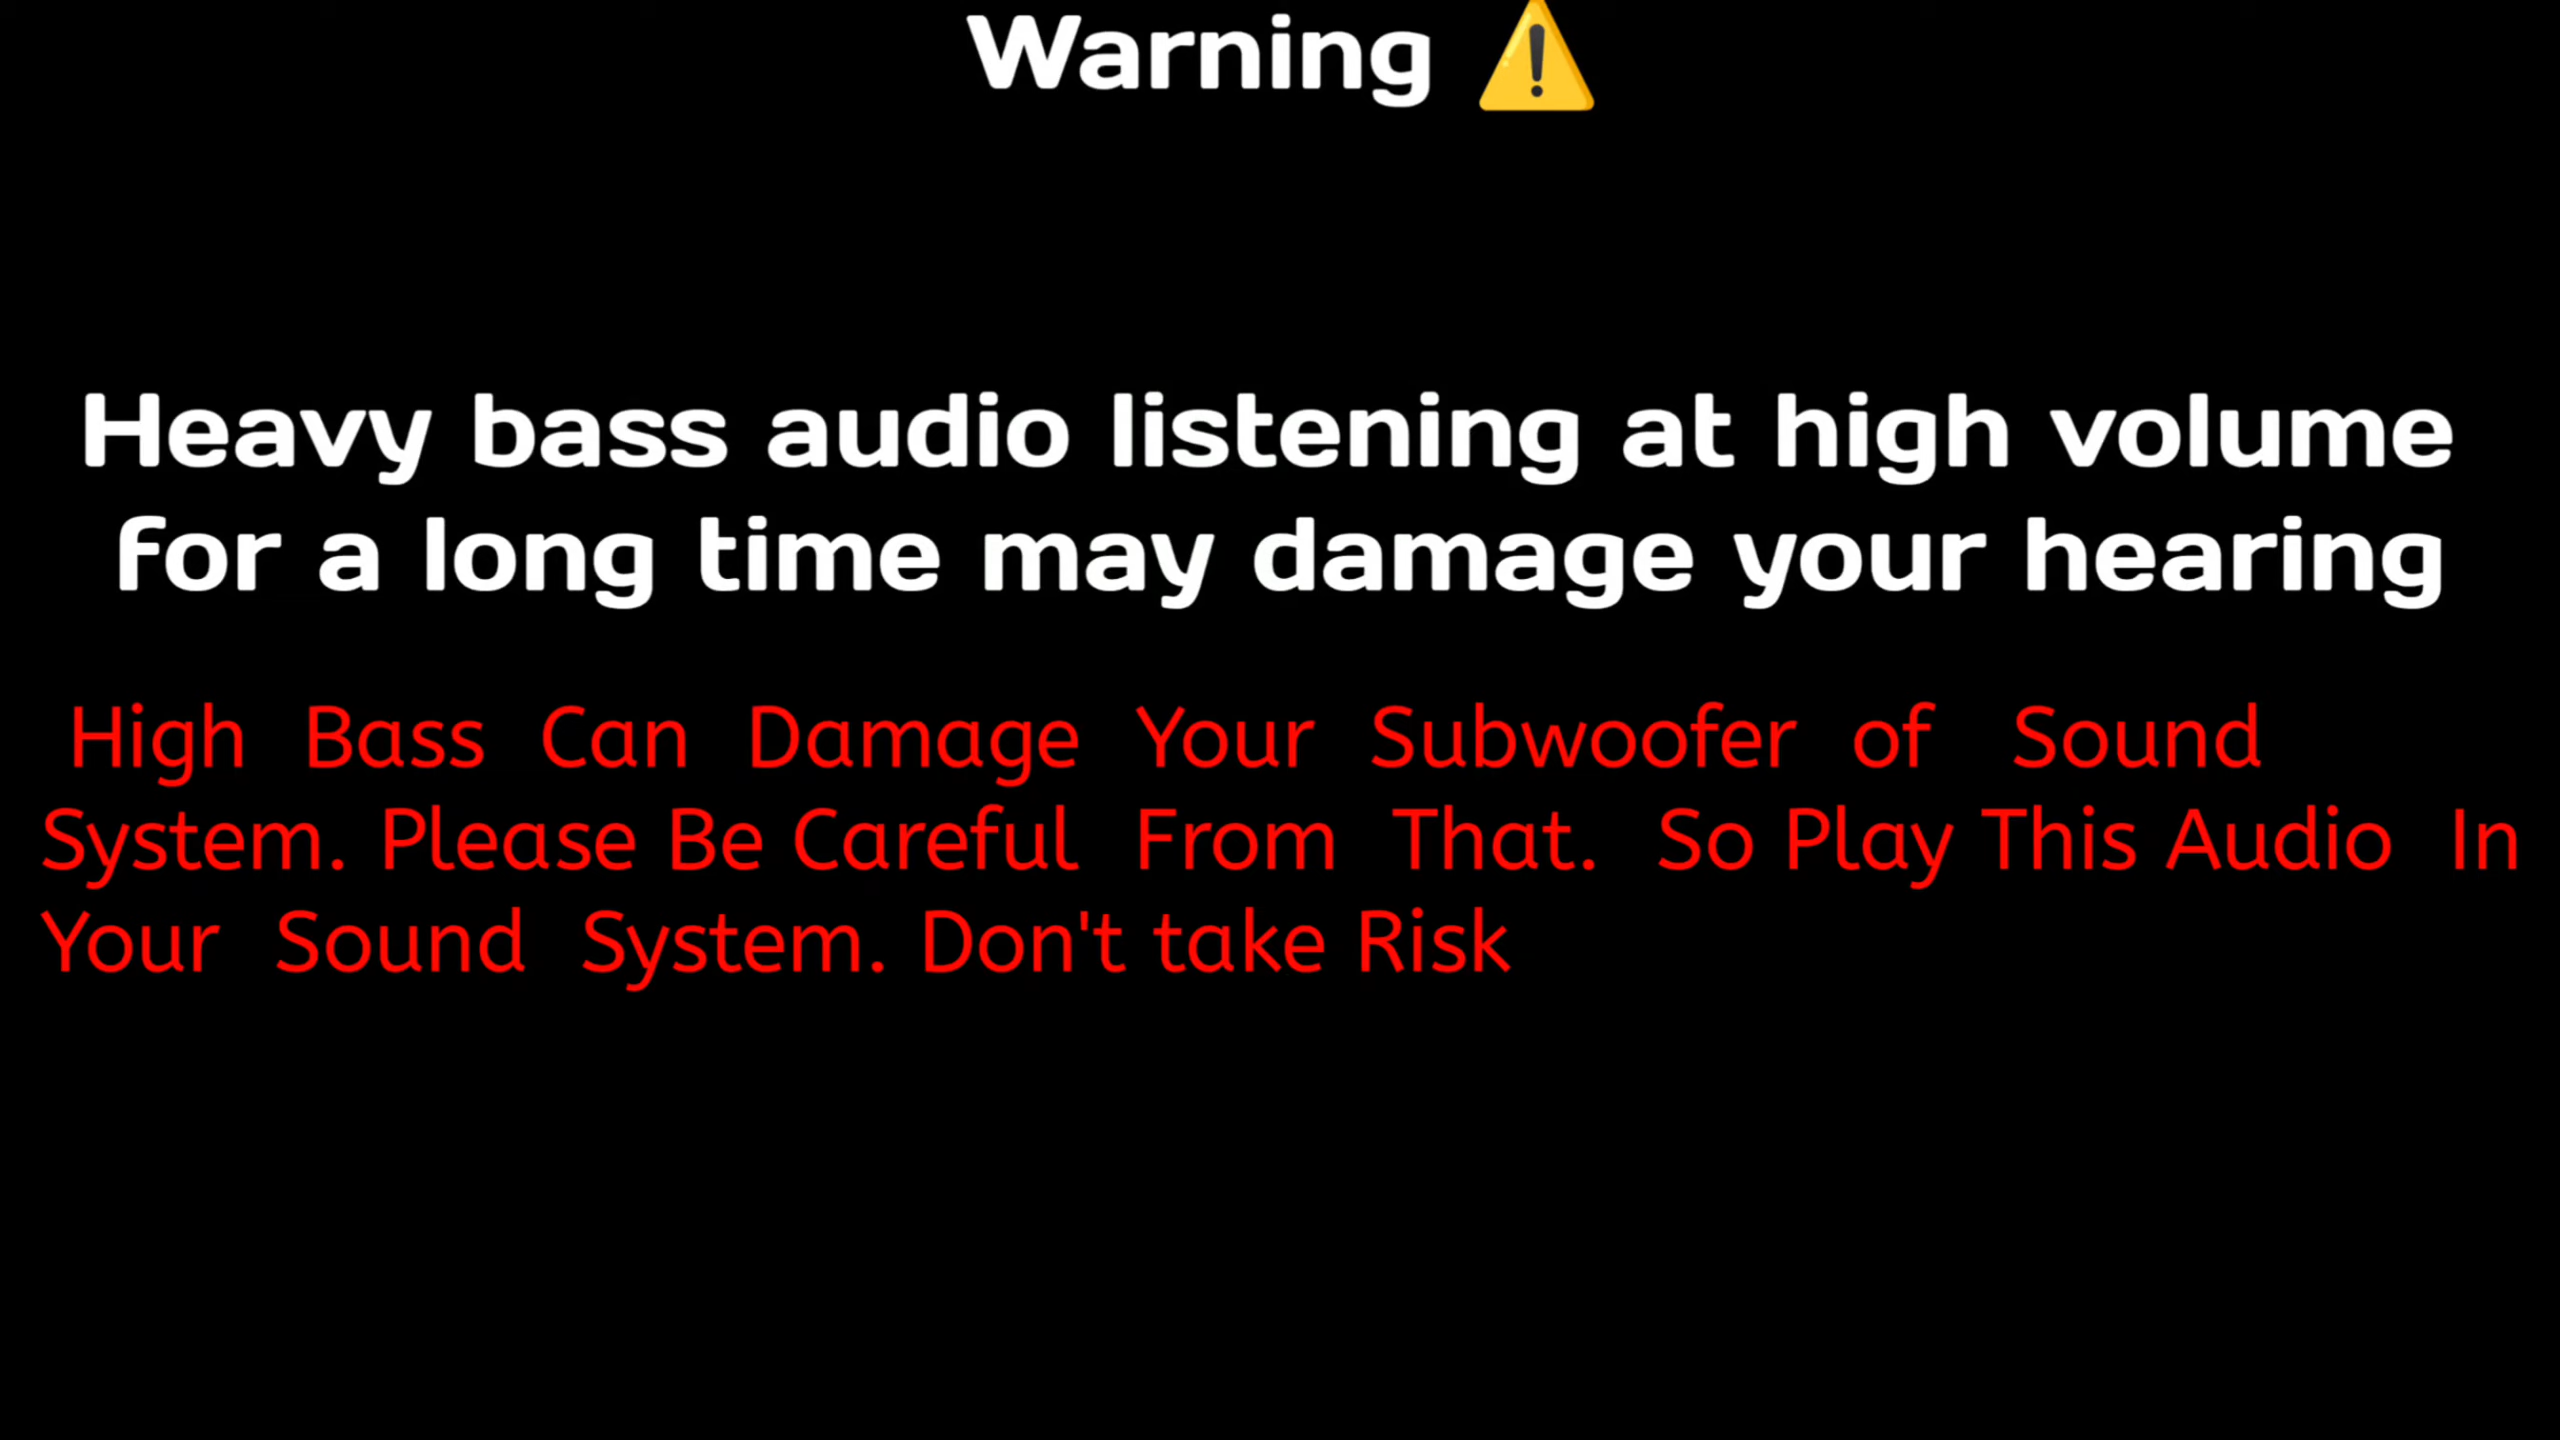 Warning ⚠️
Heavy bass audio listening at high volume
for a long time may damage your hearing
High Bass Can Damage Your Subwoofer of Sound
System. Please Be Careful From That. So Play This Audio In
Your Sound System. Don't take Risk